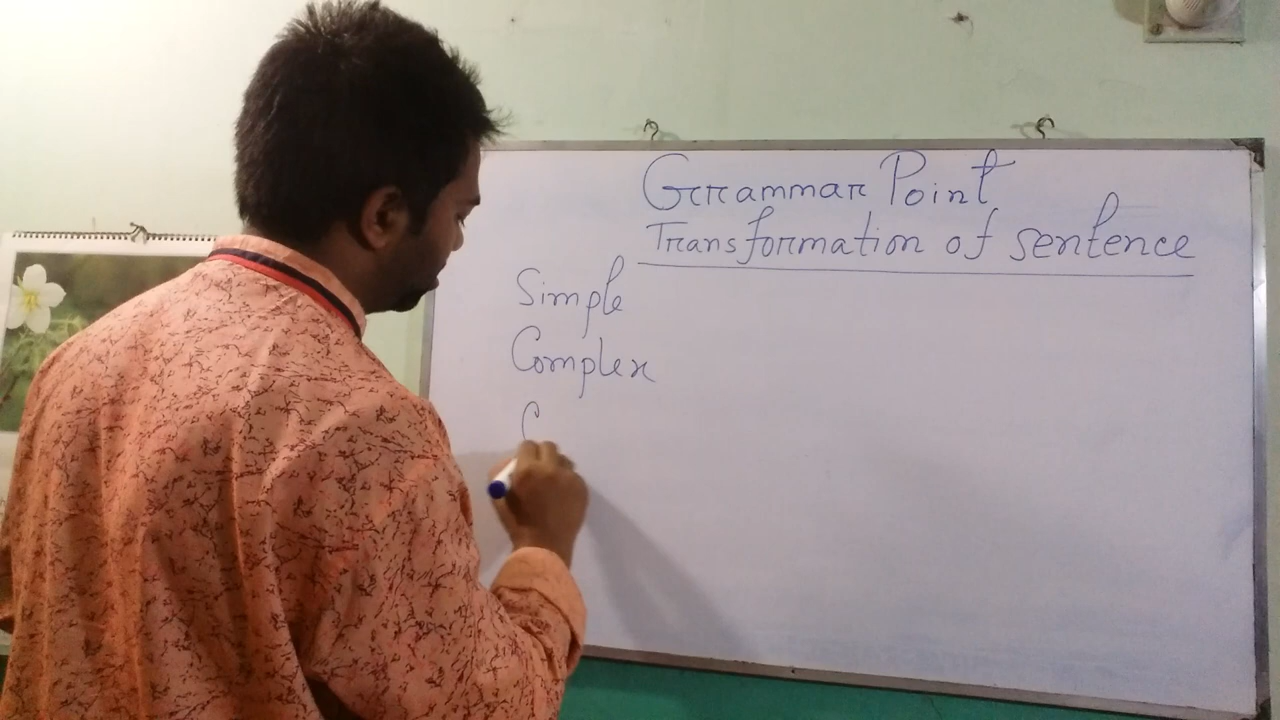 Grammar Point
Transformation of sentence
Simple
Complex
C